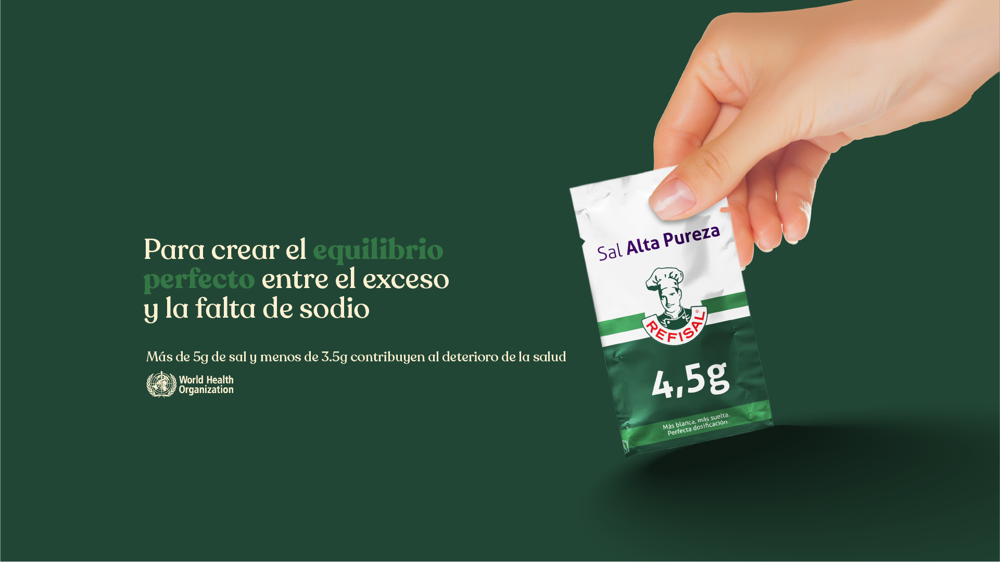 Para crear el equilibrio
perfecto entre el exceso
y la falta de sodio
Más de 5g de sal y menos de 3.5g contribuyen al deterioro de la salud
World Health
Organization
Sal Alta Pureza
REFISAL®
4,5g
Más blanca, más suelta.
Perfecta dosificación